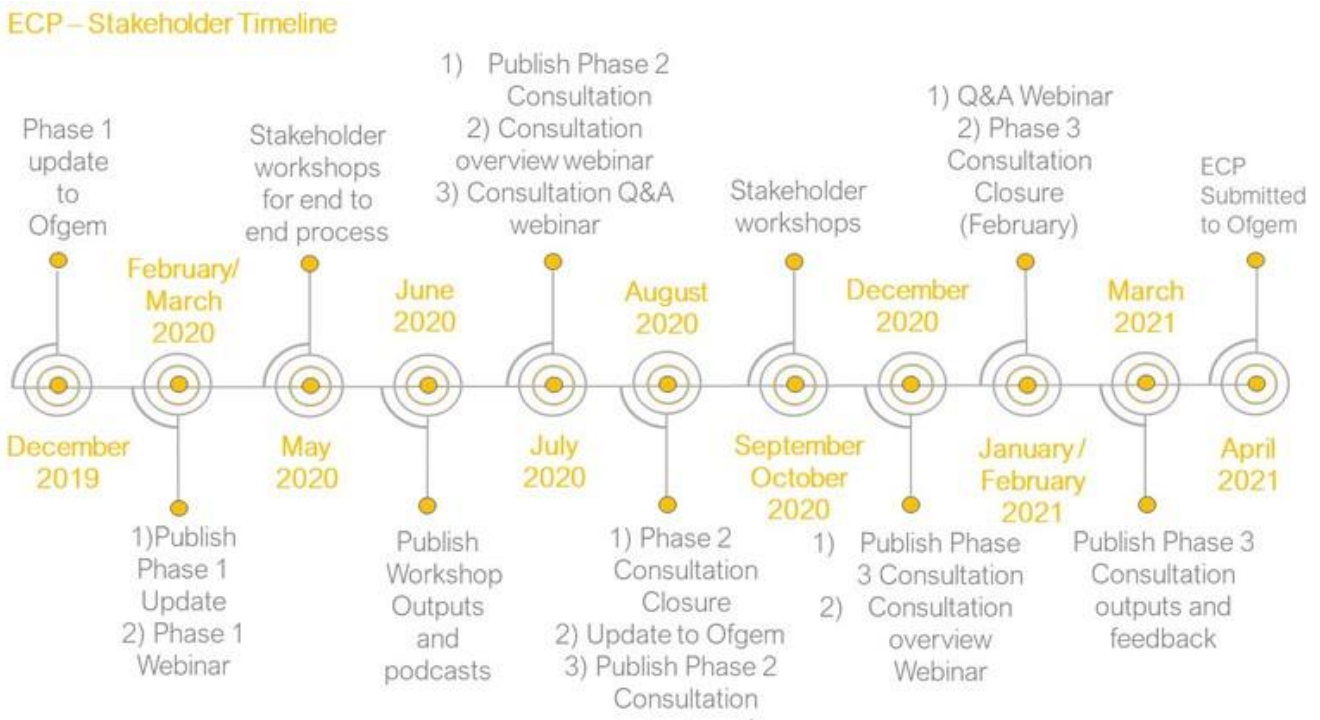 ECP – Stakeholder Timeline
Phase 1
update
to
Ofgem
December
2019
February/
March
2020
1)Publish
Phase 1
Update
2) Phase 1
Webinar
Stakeholder
workshops
for end to
end process
May
2020
June
2020
Publish
Workshop
Outputs
and
podcasts
1) Publish Phase 2
Consultation
2) Consultation
overview webinar
3) Consultation Q&A
webinar
July
2020
August
2020
1) Phase 2
Consultation
Closure
2) Update to Ofgem
3) Publish Phase 2
Consultation
Stakeholder
workshops
September
October
2020
December
2020
1) Publish Phase
3 Consultation
2) Consultation
overview
Webinar
1) Q&A Webinar
2) Phase 3
Consultation
Closure
(February)
January/
February
2021
March
2021
Publish Phase 3
Consultation
outputs and
feedback
ECP
Submitted
to Ofgem
April
2021